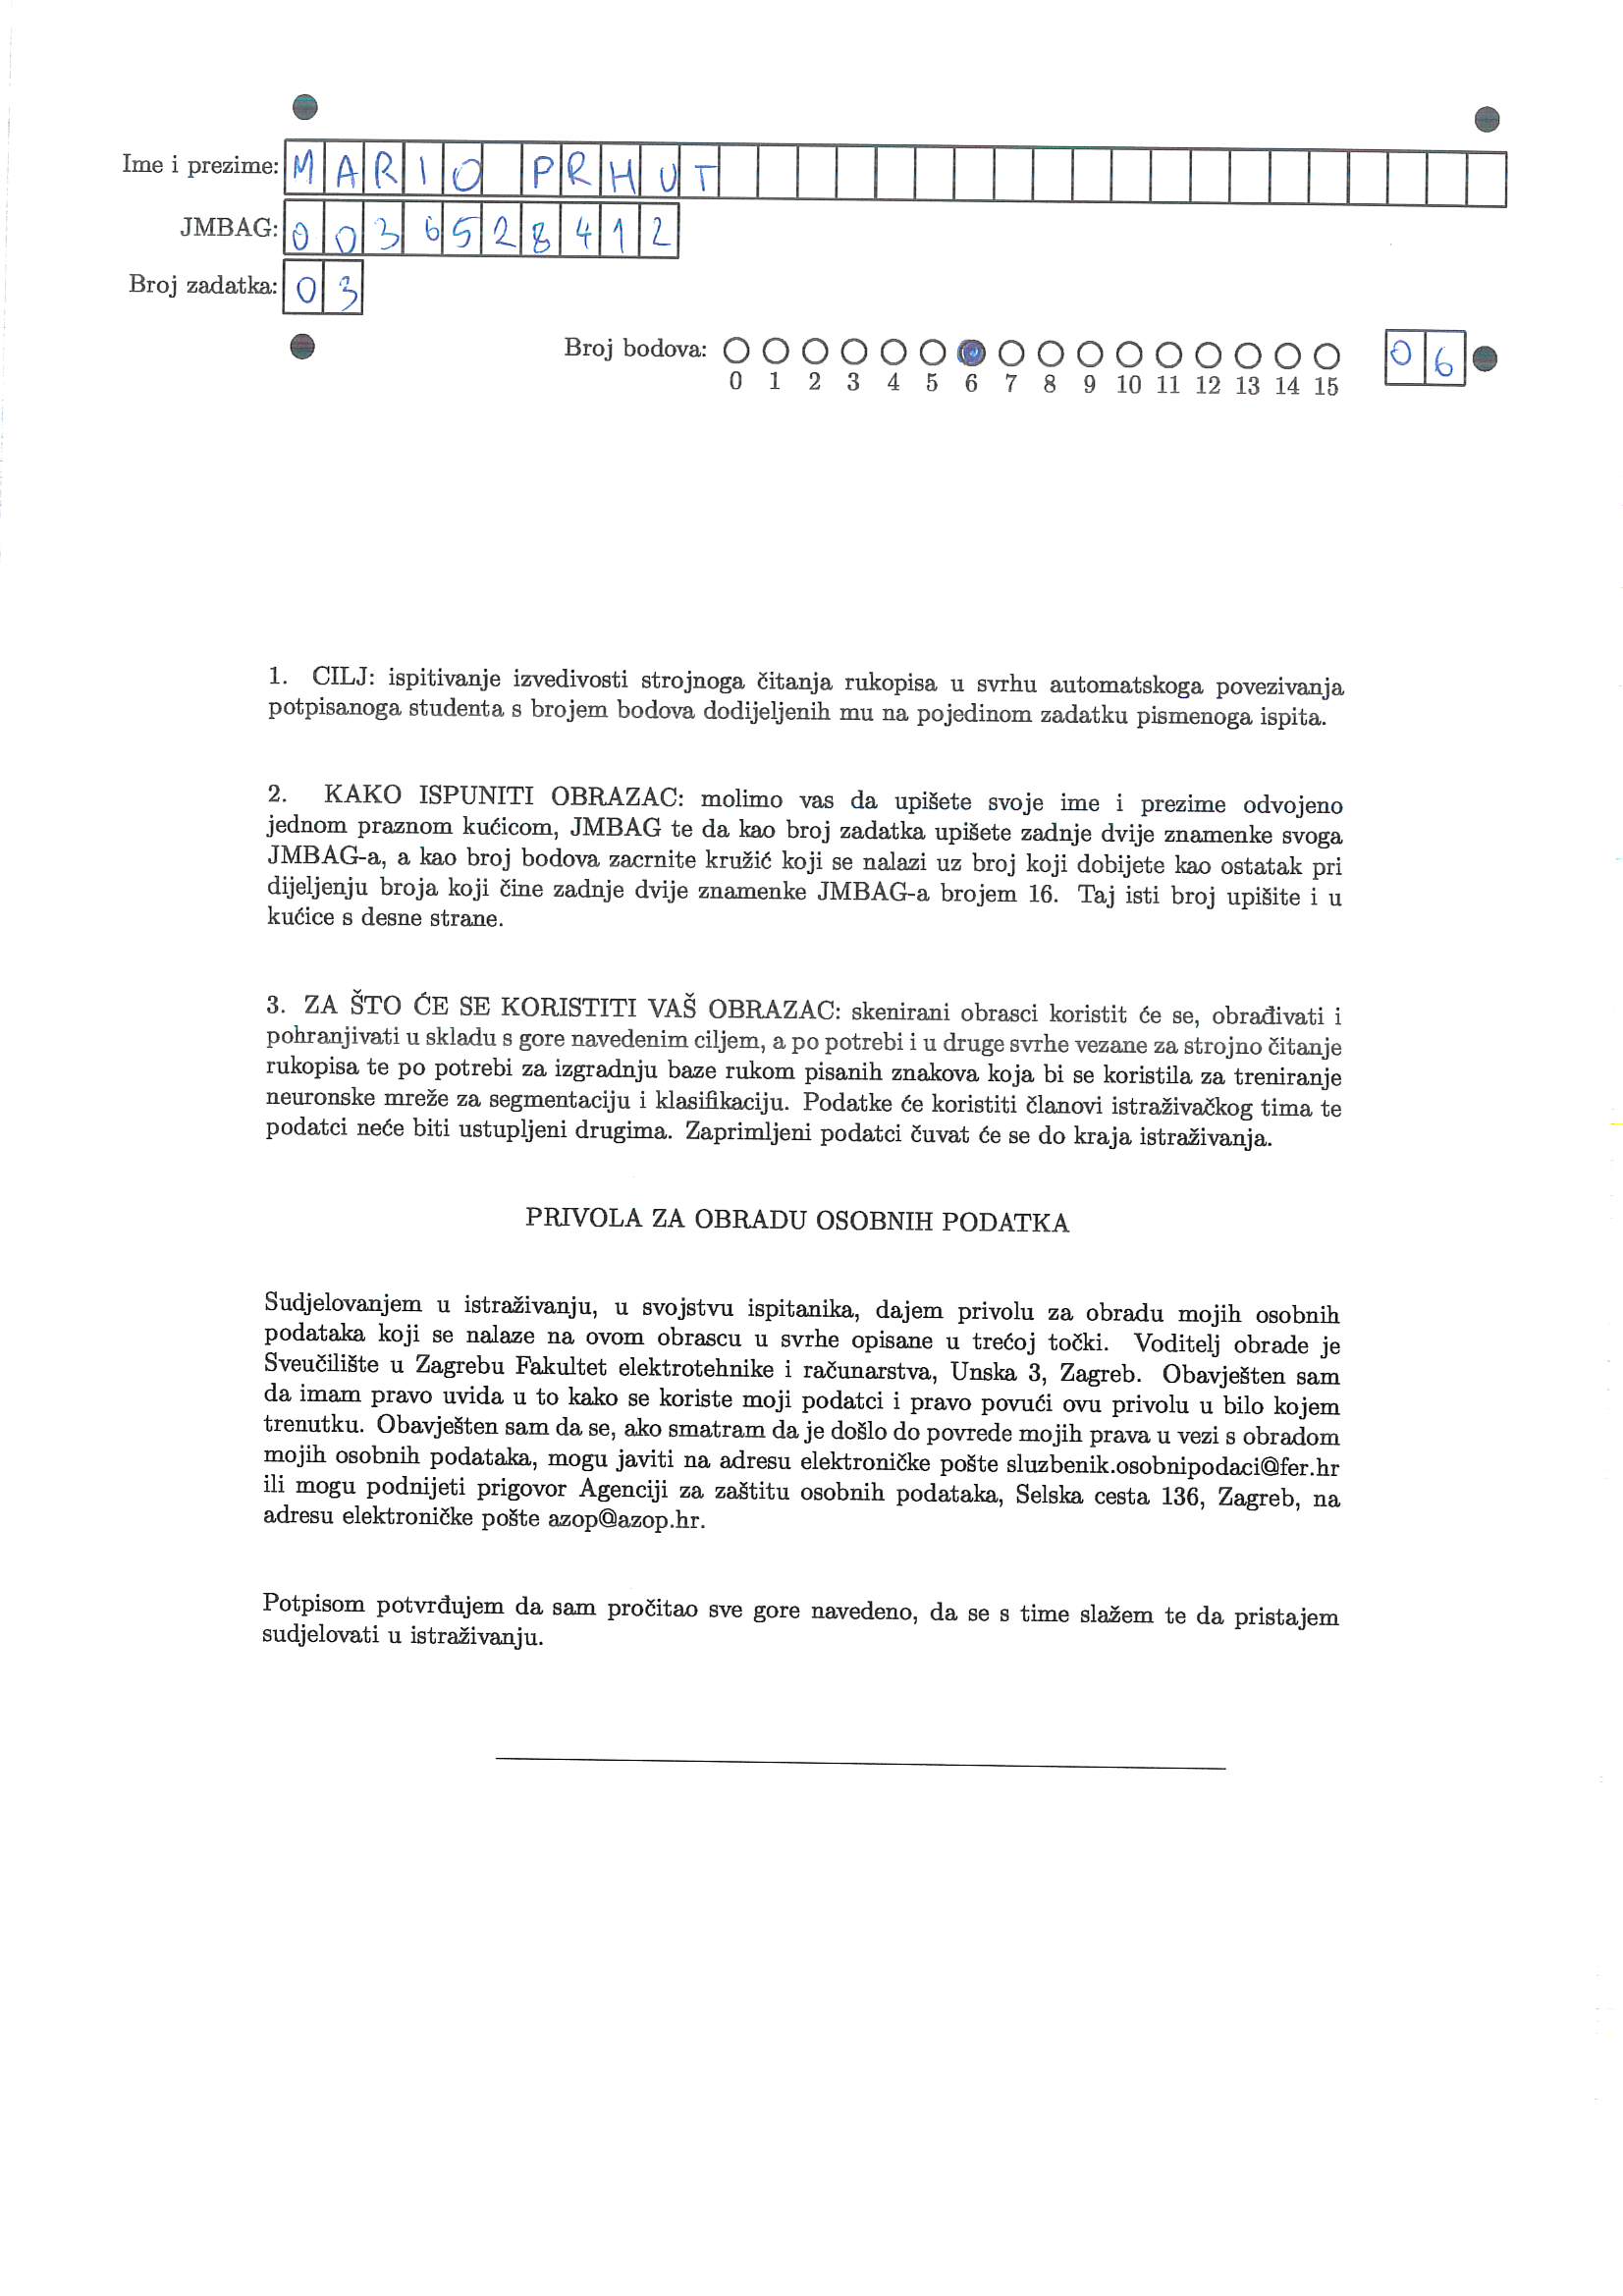 Ime i prezime: MARIO PRHUT
JMBAG: 0036528412
Broj zadatka: 03
Broj bodova: 06
0 1 2 3 4 5 6 7 8 9 10 11 12 13 14 15
1. CILJ: ispitivanje izvedivosti strojnoga čitanja rukopisa u svrhu automatskoga povezivanja
potpisanoga studenta s brojem bodova dodijeljenih mu na pojedinom zadatku pismenoga ispita.
2. KAKO ISPUNITI OBRAZAC: molimo vas da upišete svoje ime i prezime odvojeno
jednom praznom kućicom, JMBAG te da kao broj zadatka upišete zadnje dvije znamenke svoga
JMBAG-a, a kao broj bodova zacrnite kružić koji se nalazi uz broj koji dobijete kao ostatak pri
dijeljenju broja koji čine zadnje dvije znamenke JMBAG-a brojem 16. Taj isti broj upišite i u
kućice s desne strane.
3. ZA ŠTO ĆE SE KORISTITI VAŠ OBRAZAC: skenirani obrasci koristit će se, obrađivati i
pohranjivati u skladu s gore navedenim ciljem, a po potrebi i u druge svrhe vezane za strojno čitanje
rukopisa te po potrebi za izgradnju baze rukom pisanih znakova koja bi se koristila za treniranje
neuronske mreže za segmentaciju i klasifikaciju. Podatke će koristiti članovi istraživačkog tima te
podatci neće biti ustupljeni drugima. Zaprimljeni podatci čuvat će se do kraja istraživanja.
PRIVOLA ZA OBRADU OSOBNIH PODATKA
Sudjelovanjem u istraživanju, u svojstvu ispitanika, dajem privolu za obradu mojih osobnih
podataka koji se nalaze na ovom obrascu u svrhe opisane u trećoj točki. Voditelj obrade je
Sveučilište u Zagrebu Fakultet elektrotehnike i računarstva, Unska 3, Zagreb. Obavješten sam
da imam pravo uvida u to kako se koriste moji podatci i pravo povući ovu privolu u bilo kojem
trenutku. Obavješten sam da se, ako smatram da je došlo do povrede mojih prava u vezi s obradom
mojih osobnih podataka, mogu javiti na adresu elektroničke pošte sluzbenik.osobnipodaci@fer.hr
ili mogu podnijeti prigovor Agenciji za zaštitu osobnih podataka, Selska cesta 136, Zagreb, na
adresu elektroničke pošte azop@azop.hr.
Potpisom potvrđujem da sam pročitao sve gore navedeno, da se s time slažem te da pristajem
sudjelovati u istraživanju.